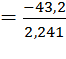 = −43,2 / 2,241